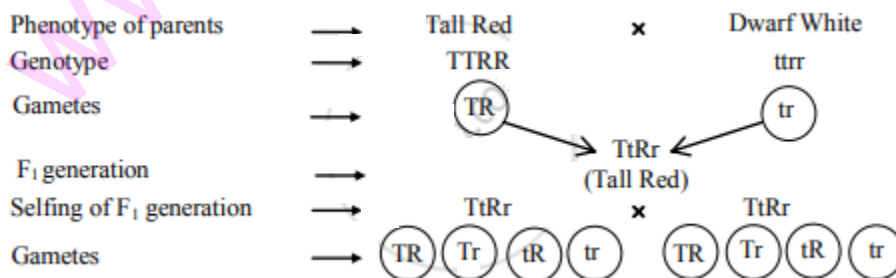 Phenotype of parents Tall Red × Dwarf White
Genotype TTRR ttrr
Gametes TR tr
TtRr
F₁ generation (Tall Red)
Selfing of F₁ generation TtRr × TtRr
Gametes TR Tr tR tr TR Tr tR tr